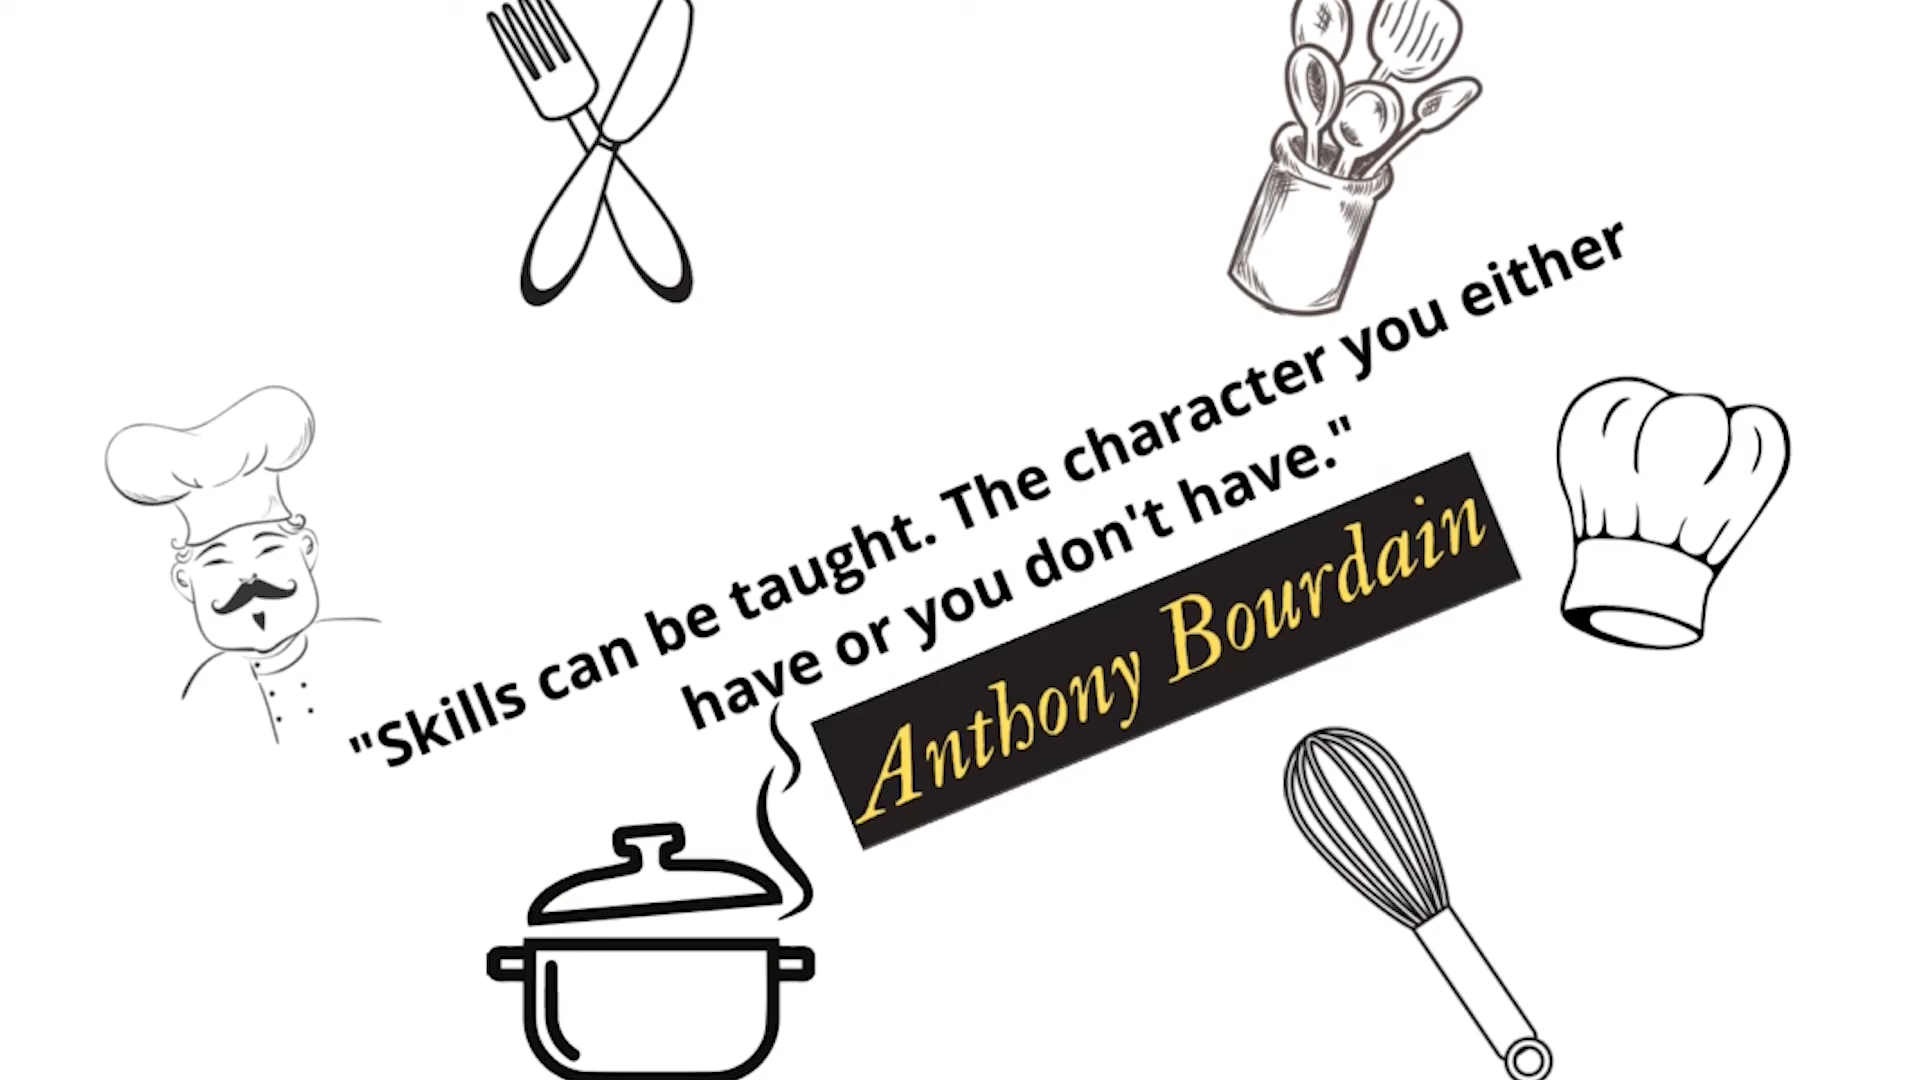 "Skills can be taught. The character you either
have or you don't have."
Anthony Bourdain